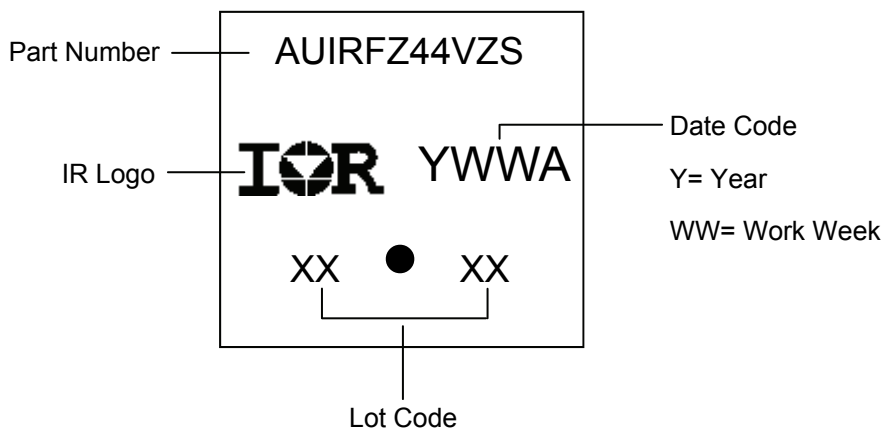 Part Number
AUIRFZ44VZS
IR Logo
IOR
YWWA
Date Code
Y= Year
WW= Work Week
XX
XX
Lot Code